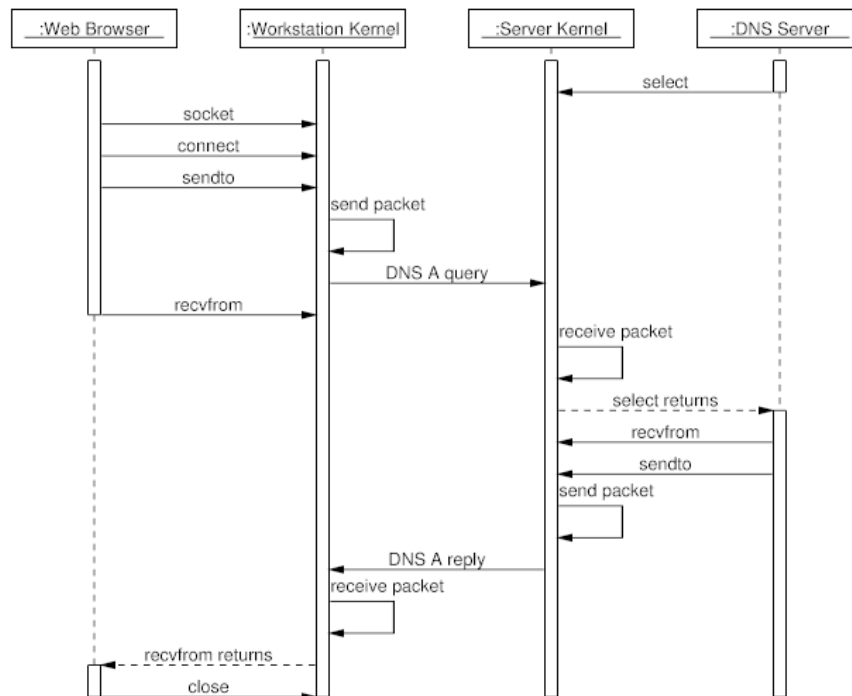 :Web Browser
:Workstation Kernel
:Server Kernel
:DNS Server
select
socket
connect
sendto
send packet
DNS A query
recvfrom
receive packet
select returns
recvfrom
sendto
send packet
DNS A reply
receive packet
recvfrom returns
close